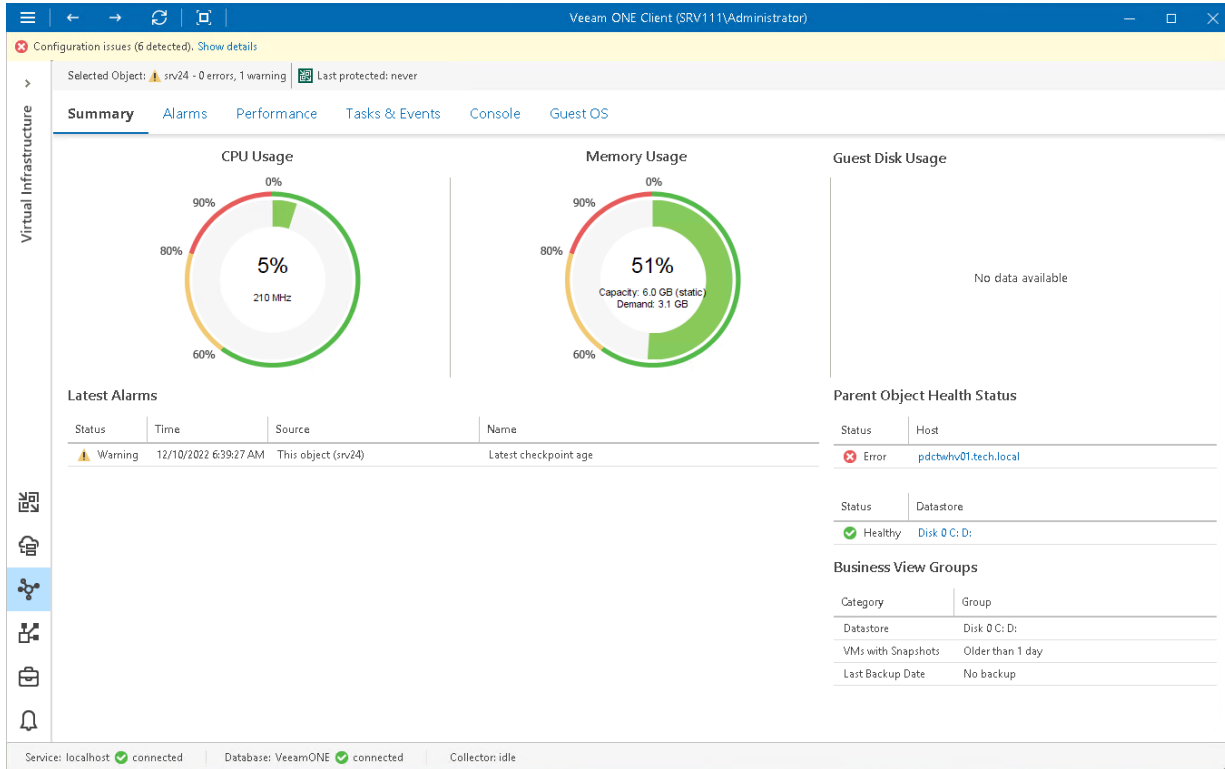 Veeam ONE Client (SRV111\Administrator)
Configuration issues (6 detected). Show details
Selected Object: srv24 - 0 errors, 1 warning Last protected: never
Virtual Infrastructure
Summary Alarms Performance Tasks & Events Console Guest OS
CPU Usage
0%
90%
80%
60%
5%
210 MHz
Memory Usage
0%
90%
80%
60%
51%
Capacity: 6.0 GB (static)
Demand: 3.1 GB
Guest Disk Usage
No data available
Latest Alarms
Status Time Source Name
Warning 12/10/2022 6:39:27 AM This object (srv24) Latest checkpoint age
Parent Object Health Status
Status Host
Error pdctwhv01.tech.local
Status Datastore
Healthy Disk 0 C: D:
Business View Groups
Category Group
Datastore Disk 0 C: D:
VMs with Snapshots Older than 1 day
Last Backup Date No backup
Service: localhost connected Database: VeeamONE connected Collector: idle